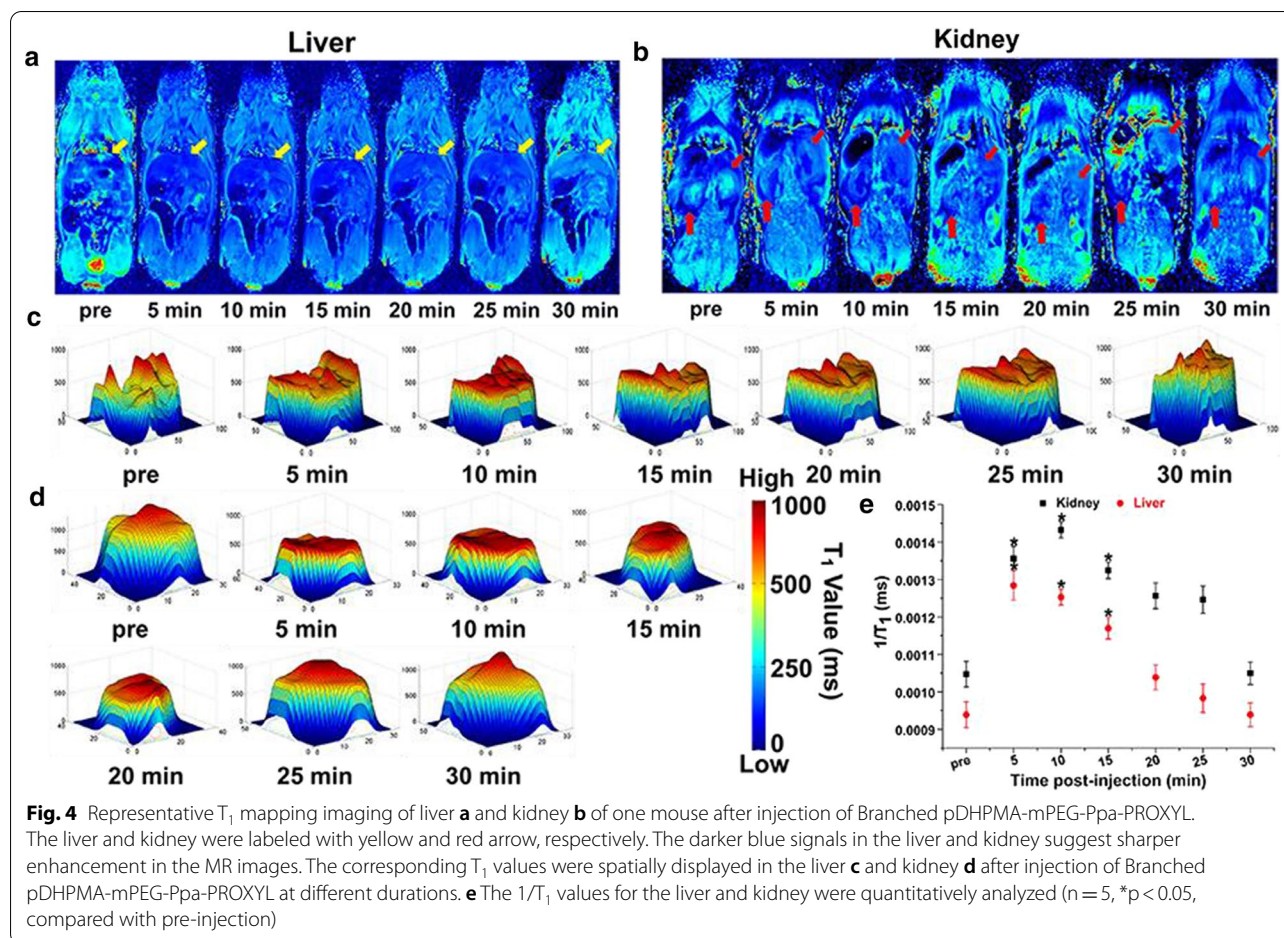 Liver
Kidney
a
b
pre 5 min 10 min 15 min 20 min 25 min 30 min
pre 5 min 10 min 15 min 20 min 25 min 30 min
c
pre 5 min 10 min 15 min 20 min 25 min 30 min
d
pre 5 min 10 min 15 min
20 min 25 min 30 min
High
1000
500
250
0
Low
T₁ Value (ms)
e
Kidney Liver
1/T₁ (ms)
0.0015
0.0014
0.0013
0.0012
0.0011
0.0010
0.0009
* * * * * *
pre 5 10 15 20 25 30
Time post-injection (min)
Fig. 4 Representative T₁ mapping imaging of liver a and kidney b of one mouse after injection of Branched pDHPMA-mPEG-Ppa-PROXYL.
The liver and kidney were labeled with yellow and red arrow, respectively. The darker blue signals in the liver and kidney suggest sharper
enhancement in the MR images. The corresponding T₁ values were spatially displayed in the liver c and kidney d after injection of Branched
pDHPMA-mPEG-Ppa-PROXYL at different durations. e The 1/T₁ values for the liver and kidney were quantitatively analyzed (n = 5, *p < 0.05,
compared with pre-injection)